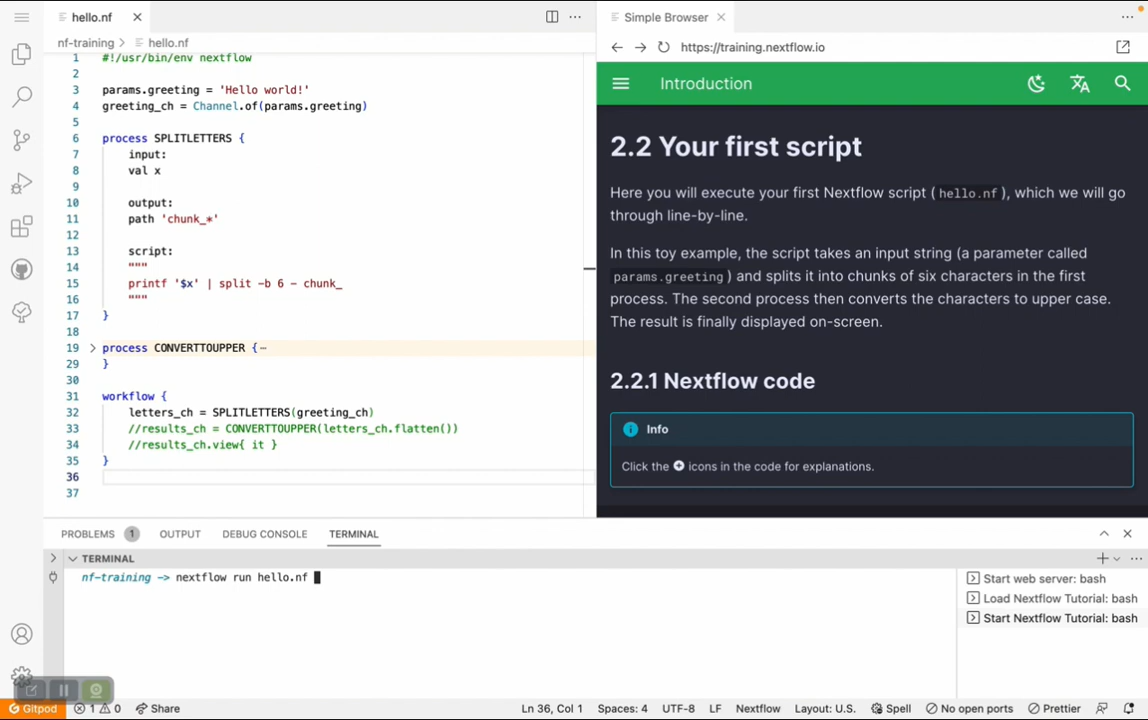 hello.nf
nf-training > hello.nf
1 #!/usr/bin/env nextflow
2
3 params.greeting = 'Hello world!'
4 greeting_ch = Channel.of(params.greeting)
5
6 process SPLITLETTERS {
7 input:
8 val x
9
10 output:
11 path 'chunk_*'
12
13 script:
14 """
15 printf '$x' | split -b 6 - chunk_
16 """
17 }
18
19 > process CONVERTTOUPPER {⋯
29 }
30
31 workflow {
32 letters_ch = SPLITLETTERS(greeting_ch)
33 //results_ch = CONVERTTOUPPER(letters_ch.flatten())
34 //results_ch.view{ it }
35 }
36
37
Simple Browser
https://training.nextflow.io
Introduction
2.2 Your first script
Here you will execute your first Nextflow script ( hello.nf ), which we will go
through line-by-line.
In this toy example, the script takes an input string (a parameter called
params.greeting ) and splits it into chunks of six characters in the first
process. The second process then converts the characters to upper case.
The result is finally displayed on-screen.
2.2.1 Nextflow code
Info
Click the + icons in the code for explanations.
PROBLEMS 1 OUTPUT DEBUG CONSOLE TERMINAL
TERMINAL
nf-training -> nextflow run hello.nf
Start web server: bash
Load Nextflow Tutorial: bash
Start Nextflow Tutorial: bash
Gitpod 1 0 Share Ln 36, Col 1 Spaces: 4 UTF-8 LF Nextflow Layout: U.S. Spell No open ports Prettier